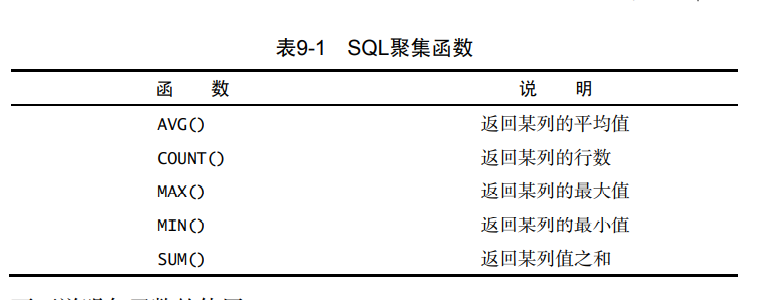 表9-1 SQL聚集函数
函 数 说 明
AVG() 返回某列的平均值
COUNT() 返回某列的行数
MAX() 返回某列的最大值
MIN() 返回某列的最小值
SUM() 返回某列值之和